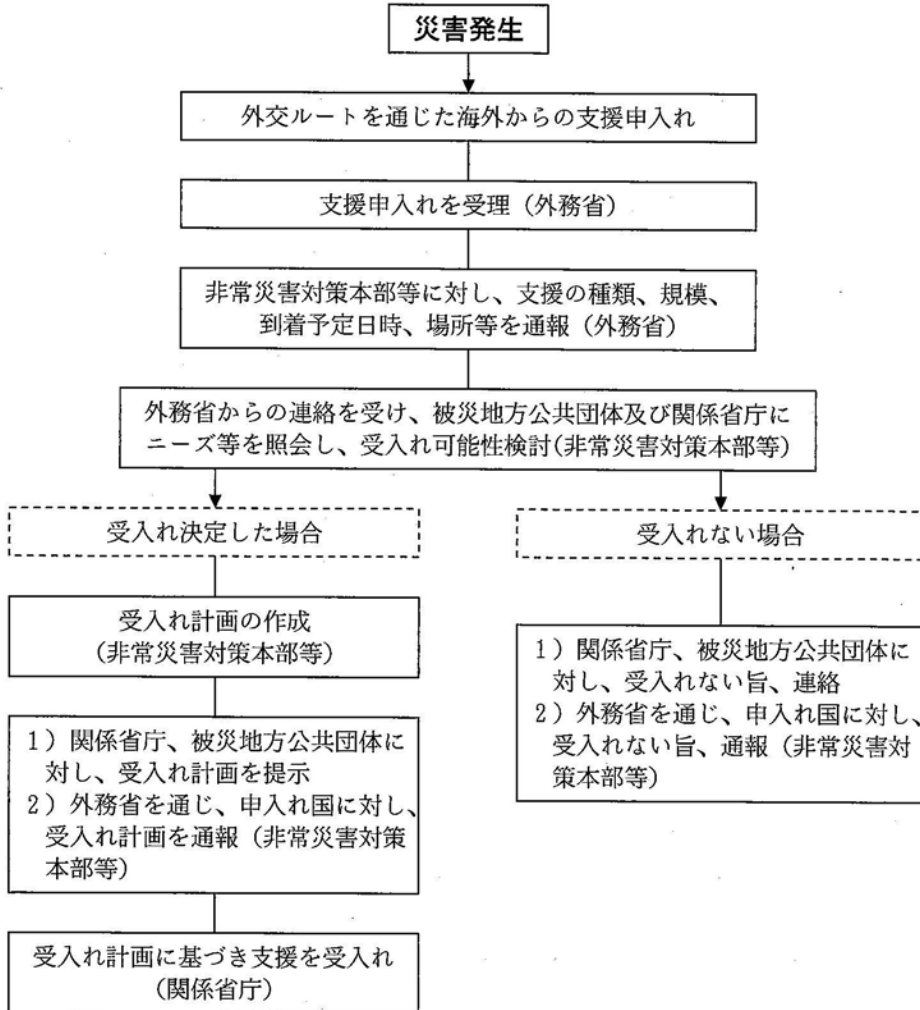 災害発生
外交ルートを通じた海外からの支援申入れ
支援申入れを受理（外務省）
非常災害対策本部等に対し、支援の種類、規模、
到着予定日時、場所等を通報（外務省）
外務省からの連絡を受け、被災地方公共団体及び関係省庁に
ニーズ等を照会し、受入れ可能性検討(非常災害対策本部等)
受入れ決定した場合
受入れ計画の作成
(非常災害対策本部等)
1）関係省庁、被災地方公共団体に
対し、受入れ計画を提示
2）外務省を通じ、申入れ国に対し、
受入れ計画を通報（非常災害対策
本部等）
受入れ計画に基づき支援を受入れ
(関係省庁)
受入れない場合
1）関係省庁、被災地方公共団体に
対し、受入れない旨、連絡
2）外務省を通じ、申入れ国に対し、
受入れない旨、通報（非常災害対
策本部等）